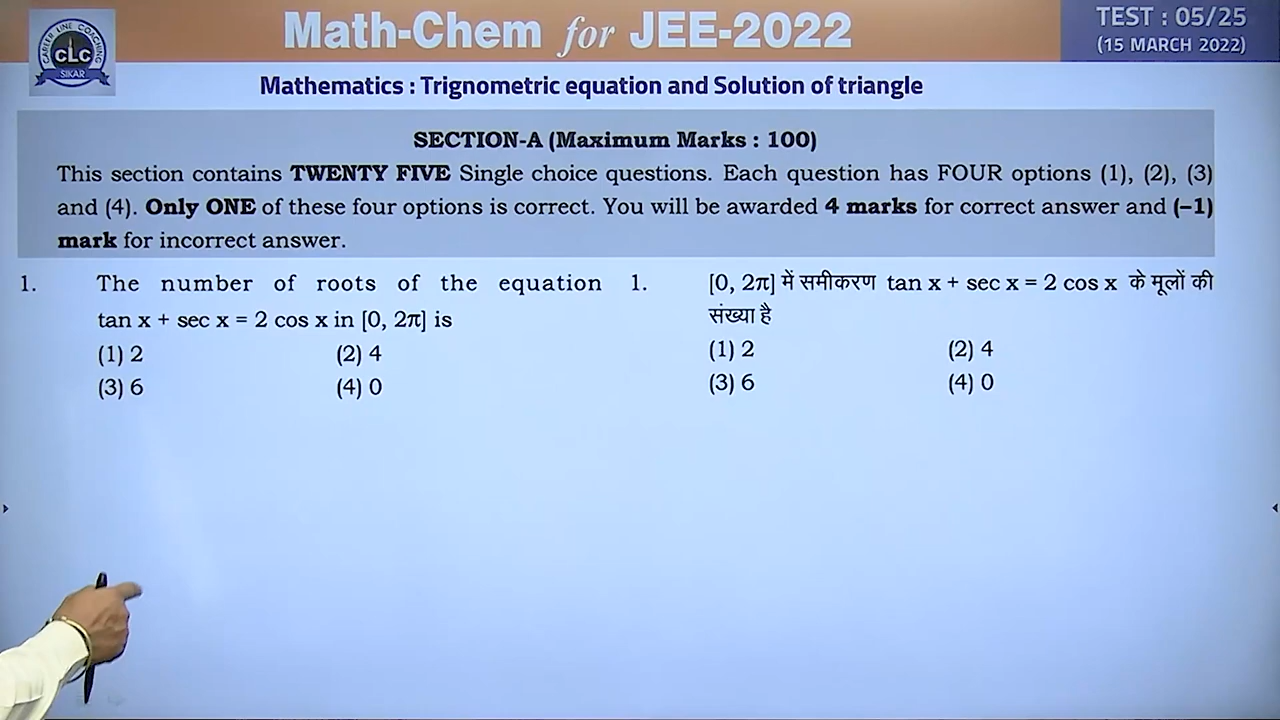 Math-Chem for JEE-2022
TEST : 05/25
(15 MARCH 2022)
CAREER LINE COACHING
CLC
SIKAR
Mathematics : Trignometric equation and Solution of triangle
SECTION-A (Maximum Marks : 100)
This section contains TWENTY FIVE Single choice questions. Each question has FOUR options (1), (2), (3)
and (4). Only ONE of these four options is correct. You will be awarded 4 marks for correct answer and (–1)
mark for incorrect answer.
1. The number of roots of the equation
tan x + sec x = 2 cos x in [0, 2π] is
(1) 2 (2) 4
(3) 6 (4) 0
1. [0, 2π] में समीकरण tan x + sec x = 2 cos x के मूलों की
संख्या है
(1) 2 (2) 4
(3) 6 (4) 0